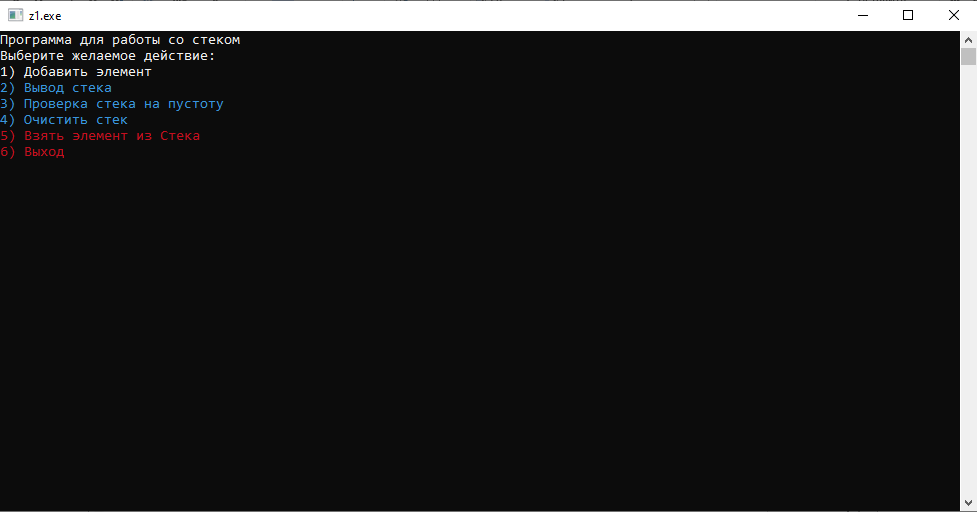 z1.exe
Программа для работы со стеком
Выберите желаемое действие:
1) Добавить элемент
2) Вывод стека
3) Проверка стека на пустоту
4) Очистить стек
5) Взять элемент из Стека
6) Выход